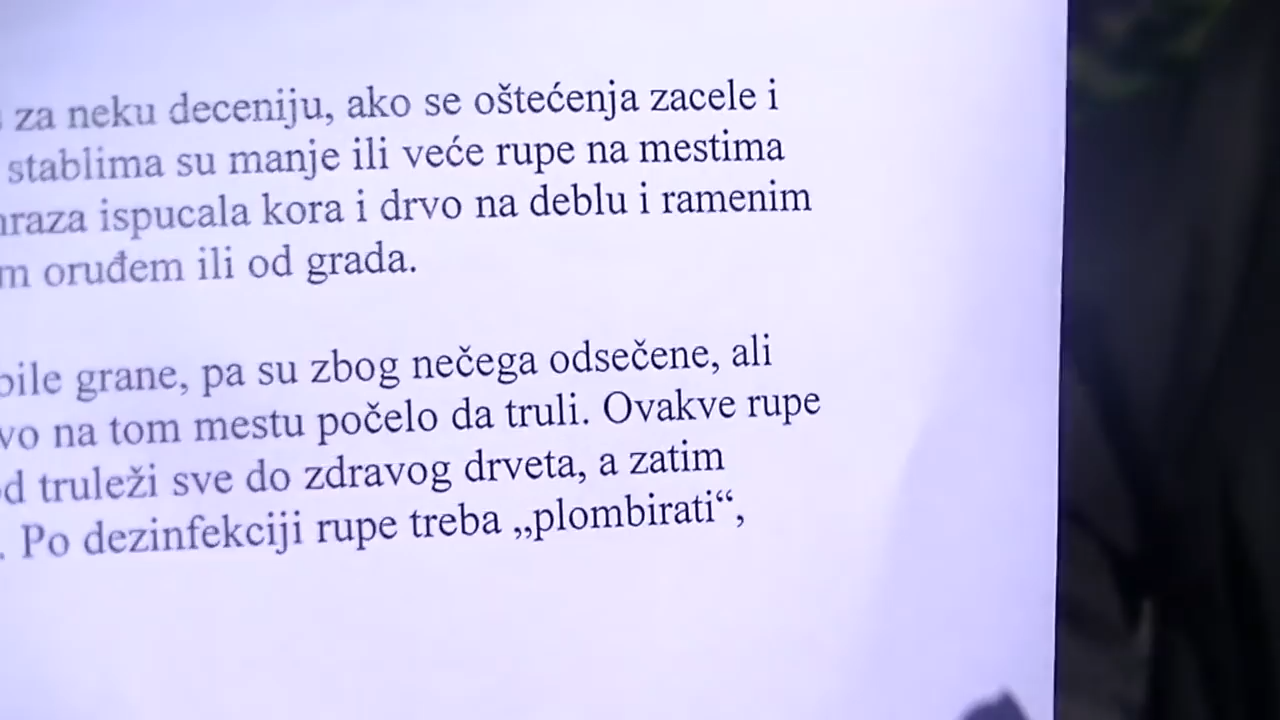 za neku deceniju, ako se oštećenja zacele i
stablima su manje ili veće rupe na mestima
ispucala kora i drvo na deblu i ramenim
oruđem ili od grada.
grane, pa su zbog nečega odsečene, ali
na tom mestu počelo da truli. Ovakve rupe
truleži sve do zdravog drveta, a zatim
. Po dezinfekciji rupe treba „plombirati“,